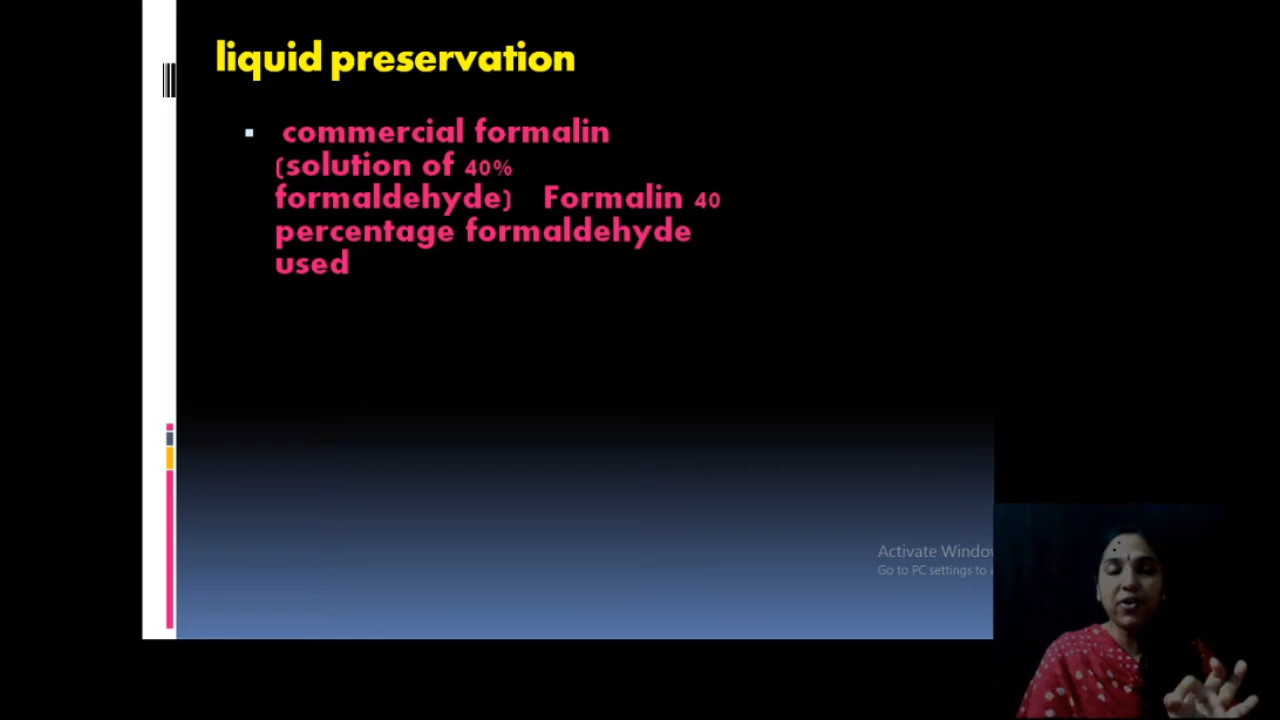 liquid preservation
▪ commercial formalin
(solution of 40%
formaldehyde) Formalin 40
percentage formaldehyde
used
Activate Windo
Go to PC settings to a